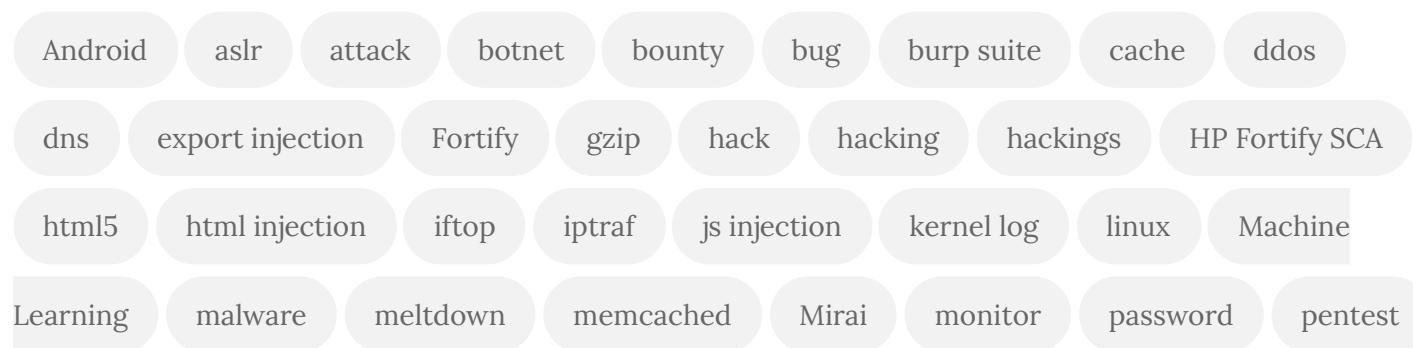 Android aslr attack botnet bounty bug burp suite cache ddos
dns export injection Fortify gzip hack hacking hackings HP Fortify SCA
html5 html injection iftop iptraf js injection kernel log linux Machine
Learning malware meltdown memcached Mirai monitor password pentest